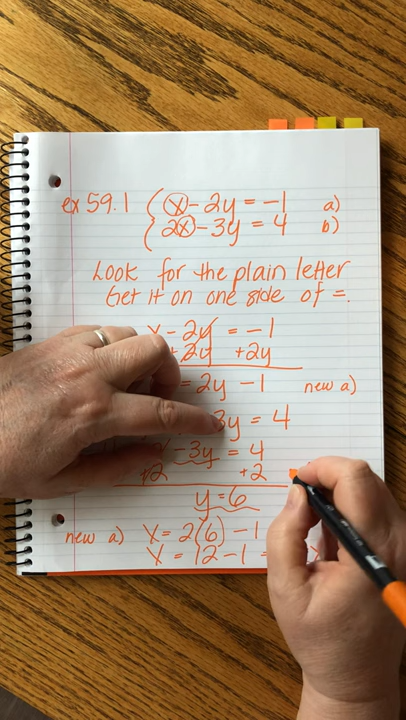 ex 59.1 { x - 2y = -1 a)
2x - 3y = 4 b)
Look for the plain letter
Get it on one side of =.
x - 2y = -1
+ 2y +2y
= 2y - 1 new a)
3y = 4
- 3y = 4
+2 +2
y = 6
new a) x = 2(6) - 1
x = 12 - 1 =